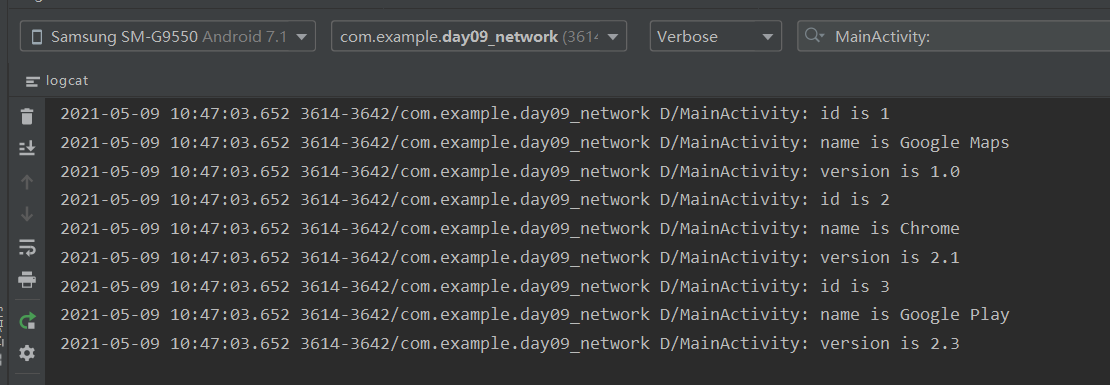 Samsung SM-G9550 Android 7.1
com.example.day09_network (3614
Verbose
MainActivity:
logcat
2021-05-09 10:47:03.652 3614-3642/com.example.day09_network D/MainActivity: id is 1
2021-05-09 10:47:03.652 3614-3642/com.example.day09_network D/MainActivity: name is Google Maps
2021-05-09 10:47:03.652 3614-3642/com.example.day09_network D/MainActivity: version is 1.0
2021-05-09 10:47:03.652 3614-3642/com.example.day09_network D/MainActivity: id is 2
2021-05-09 10:47:03.652 3614-3642/com.example.day09_network D/MainActivity: name is Chrome
2021-05-09 10:47:03.652 3614-3642/com.example.day09_network D/MainActivity: version is 2.1
2021-05-09 10:47:03.652 3614-3642/com.example.day09_network D/MainActivity: id is 3
2021-05-09 10:47:03.652 3614-3642/com.example.day09_network D/MainActivity: name is Google Play
2021-05-09 10:47:03.652 3614-3642/com.example.day09_network D/MainActivity: version is 2.3